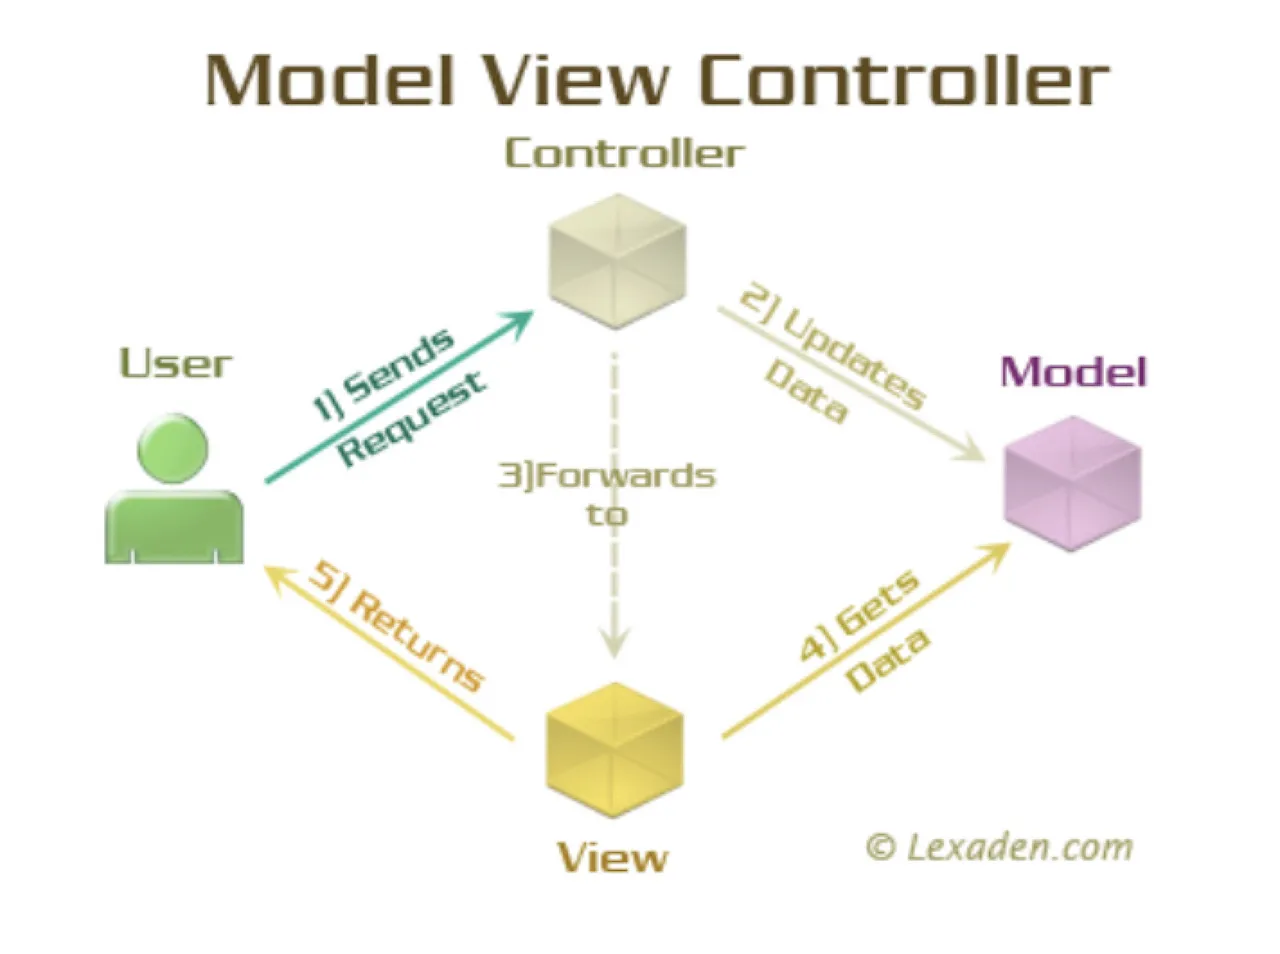 Model View Controller
Controller
User
1) Sends
Request
2) Updates
Data
Model
3)Forwards
to
5) Returns
4) Gets
Data
View
© Lexaden.com